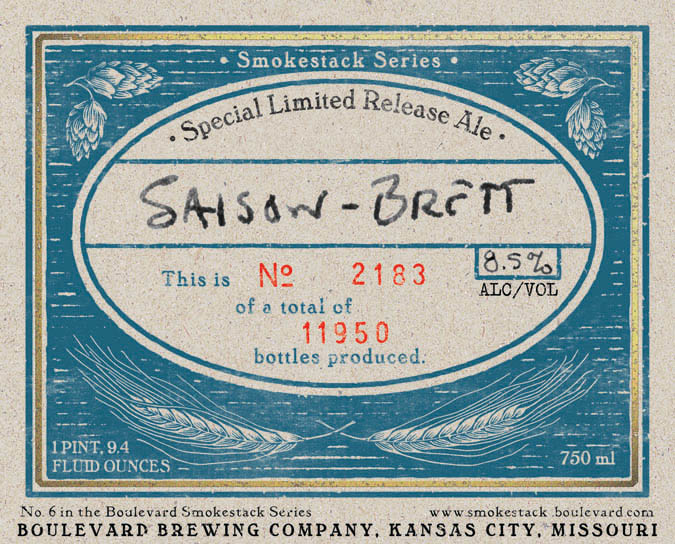 • Smokestack Series •
• Special Limited Release Ale •
SAISON - BRETT
8.5%
ALC/VOL
This is Nº 2183
of a total of
11950
bottles produced.
1 PINT, 9.4
FLUID OUNCES
750 ml
No. 6 in the Boulevard Smokestack Series
www.smokestack.boulevard.com
BOULEVARD BREWING COMPANY, KANSAS CITY, MISSOURI